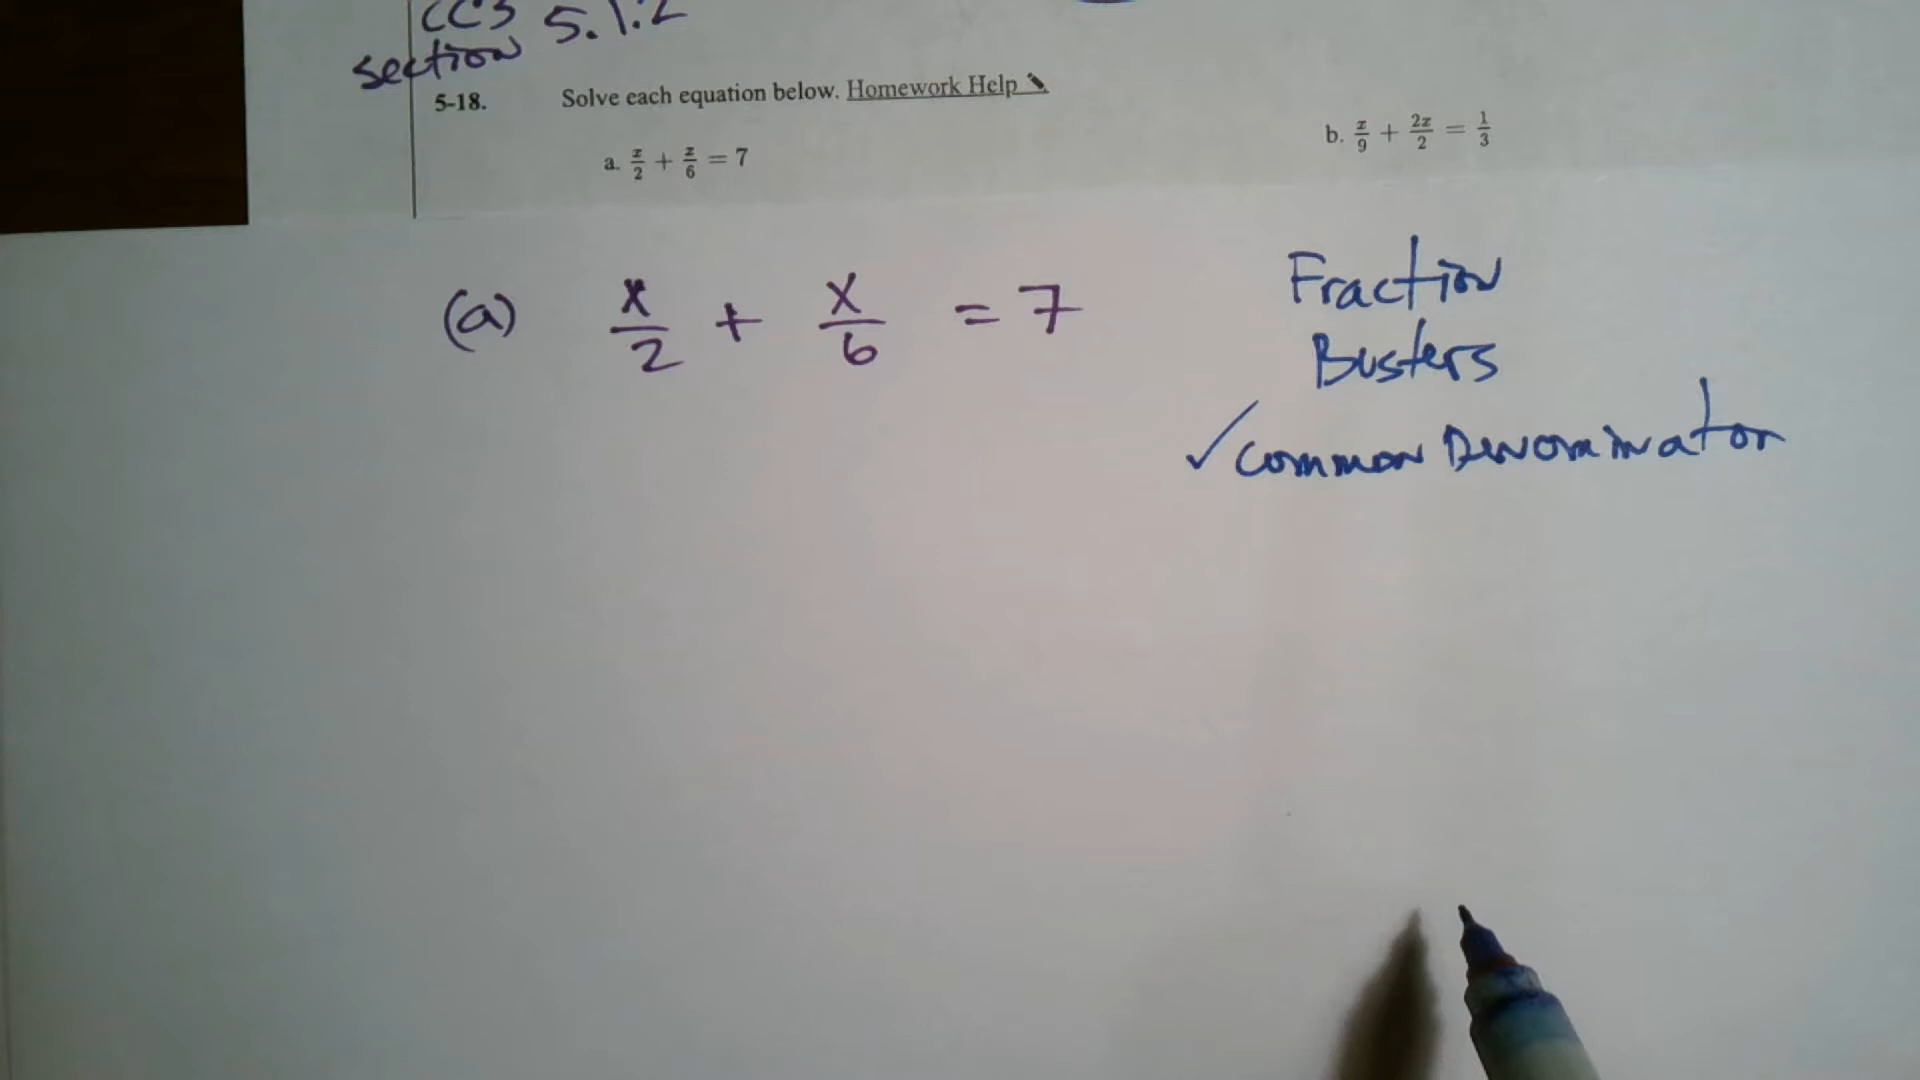 CC3
section 5.1.2
5-18. Solve each equation below. Homework Help ✎
a. x/2 + x/6 = 7
b. x/9 + 2x/2 = 1/3
(a) x/2 + x/6 = 7
Fraction
Busters
✓ Common Denominator